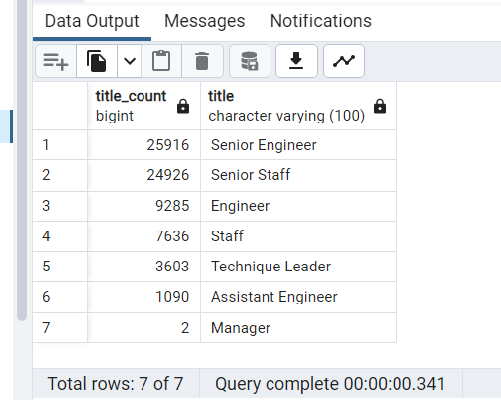 Data Output Messages Notifications
title_count title
bigint character varying (100)
1 25916 Senior Engineer
2 24926 Senior Staff
3 9285 Engineer
4 7636 Staff
5 3603 Technique Leader
6 1090 Assistant Engineer
7 2 Manager
Total rows: 7 of 7 Query complete 00:00:00.341